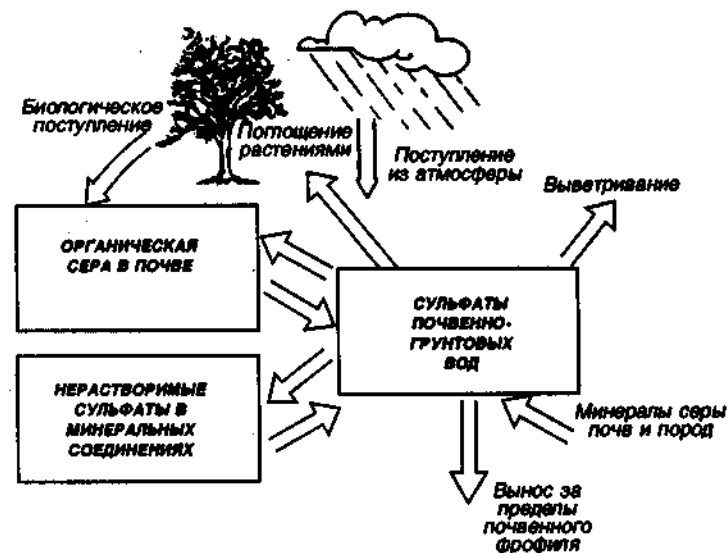 Биологическое
поступление
Поглощение
растениями
Поступление
из атмосферы
Выветривание
ОРГАНИЧЕСКАЯ
СЕРА В ПОЧВЕ
СУЛЬФАТЫ
ПОЧВЕННО-
ГРУНТОВЫХ
ВОД
НЕРАСТВОРИМЫЕ
СУЛЬФАТЫ В
МИНЕРАЛЬНЫХ
СОЕДИНЕНИЯХ
Минералы серы
почв и пород
Вынос за
пределы
почвенного
фрофиля